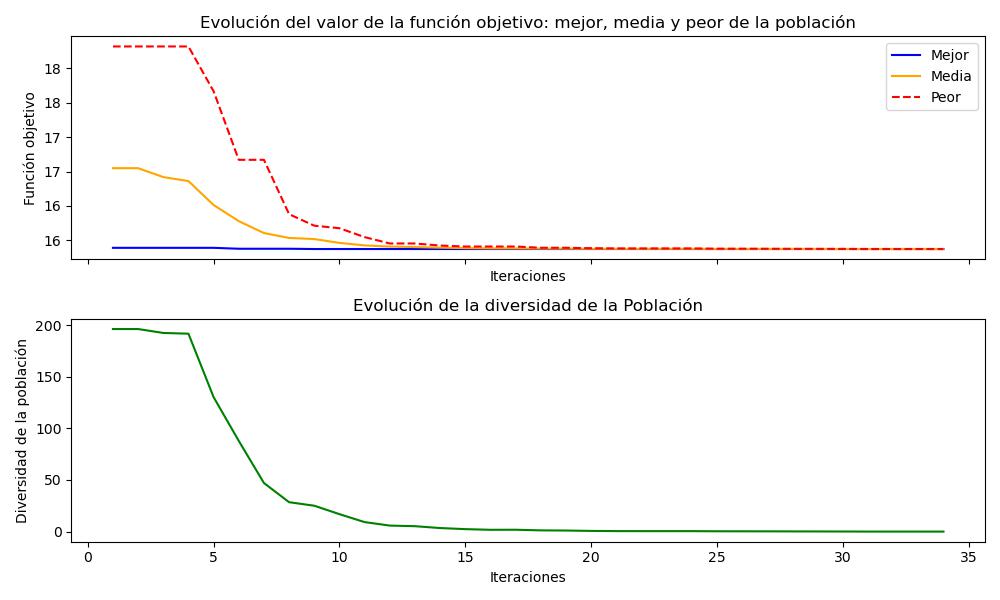 Evolución del valor de la función objetivo: mejor, media y peor de la población
Función objetivo
18
18
17
17
16
16
Mejor
Media
Peor
Iteraciones
Evolución de la diversidad de la Población
Diversidad de la población
200
150
100
50
0
0 5 10 15 20 25 30 35
Iteraciones